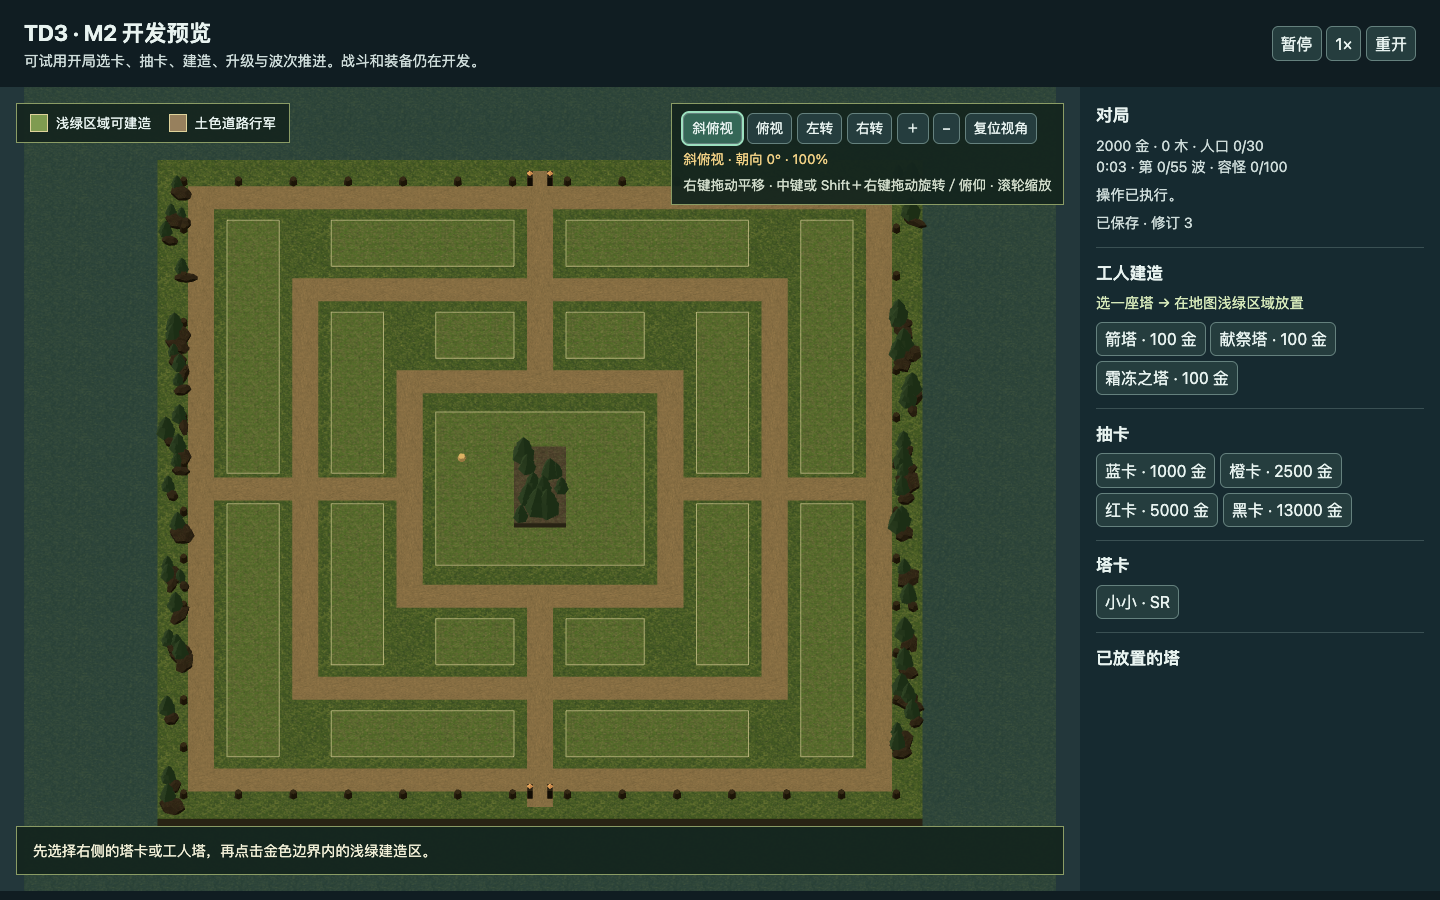 TD3 · M2 开发预览
可试用开局选卡、抽卡、建造、升级与波次推进。战斗和装备仍在开发。
暂停 1× 重开
浅绿区域可建造 土色道路行军
斜俯视 俯视 左转 右转 + − 复位视角
斜俯视 · 朝向 0° · 100%
右键拖动平移 · 中键或 Shift＋右键拖动旋转 / 俯仰 · 滚轮缩放
对局
2000 金 · 0 木 · 人口 0/30
0:03 · 第 0/55 波 · 容怪 0/100
操作已执行。
已保存 · 修订 3
工人建造
选一座塔 → 在地图浅绿区域放置
箭塔 · 100 金 献祭塔 · 100 金
霜冻之塔 · 100 金
抽卡
蓝卡 · 1000 金 橙卡 · 2500 金
红卡 · 5000 金 黑卡 · 13000 金
塔卡
小小 · SR
已放置的塔
先选择右侧的塔卡或工人塔，再点击金色边界内的浅绿建造区。